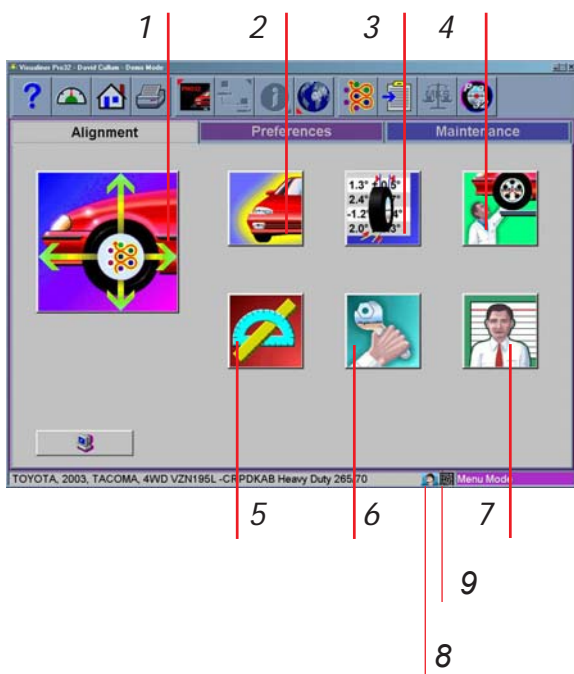 1 2 3 4
Visualiner Pro32 - David Cullum - Demo Mode
Alignment Preferences Maintenance
TOYOTA, 2003, TACOMA, 4WD VZN195L -CRPDKAB Heavy Duty 265/70 Menu Mode
5 6 7
9
8